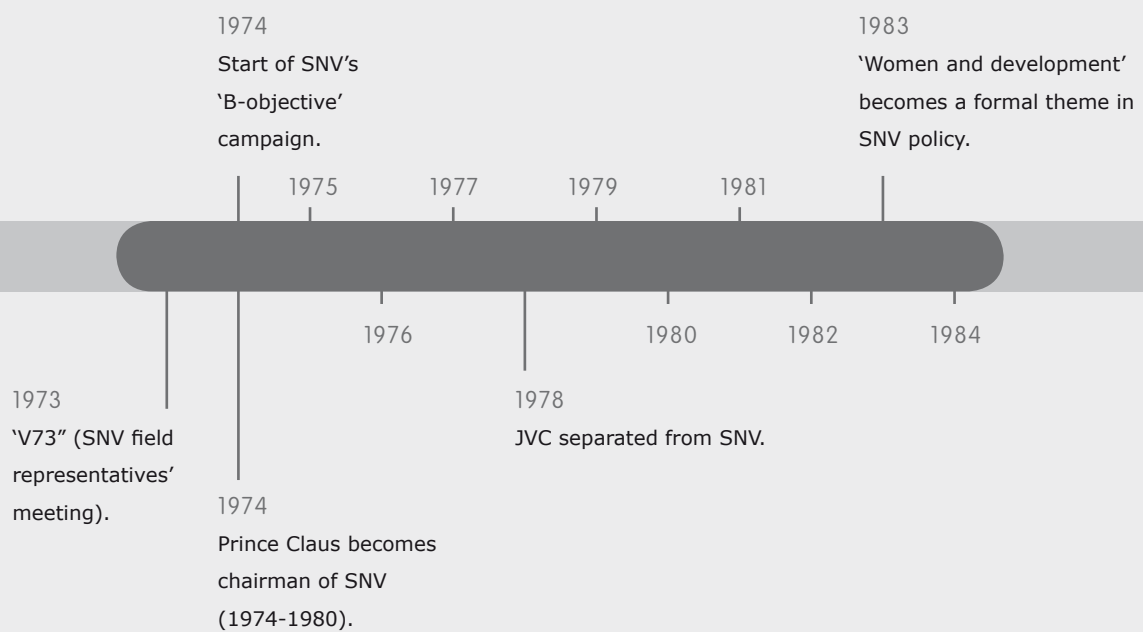 1974
Start of SNV’s
‘B-objective’
campaign.
1983
‘Women and development’
becomes a formal theme in
SNV policy.
1975
1977
1979
1981
1976
1980
1982
1984
1973
‘V73” (SNV field
representatives’
meeting).
1978
JVC separated from SNV.
1974
Prince Claus becomes
chairman of SNV
(1974-1980).